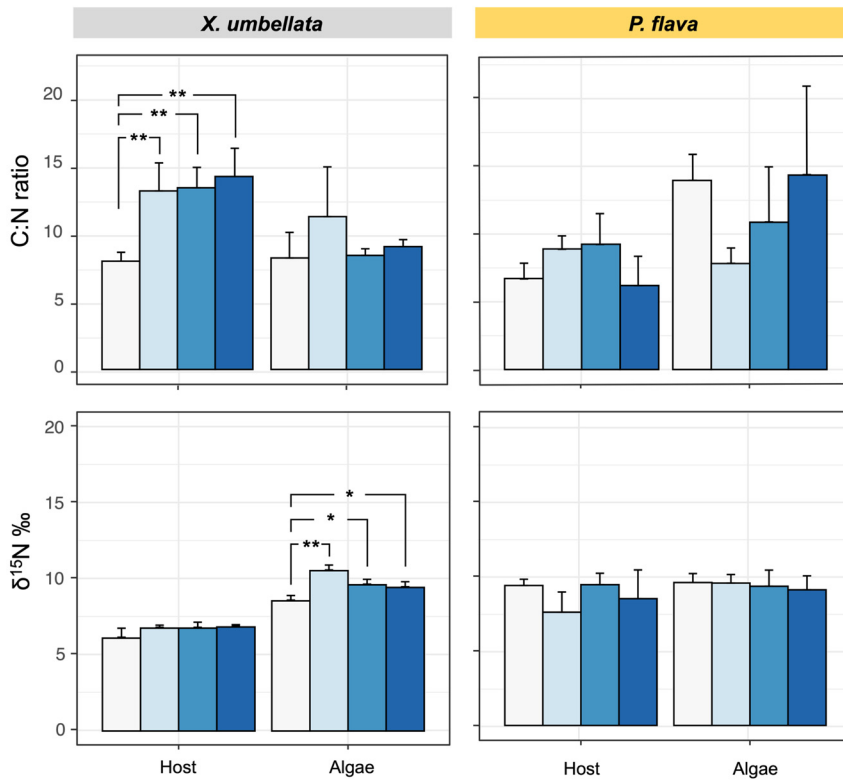 X. umbellata
P. flava
C:N ratio
20
15
10
5
0
**
**
**
δ¹⁵N ‰
20
15
10
5
0
*
*
**
Host
Algae
Host
Algae